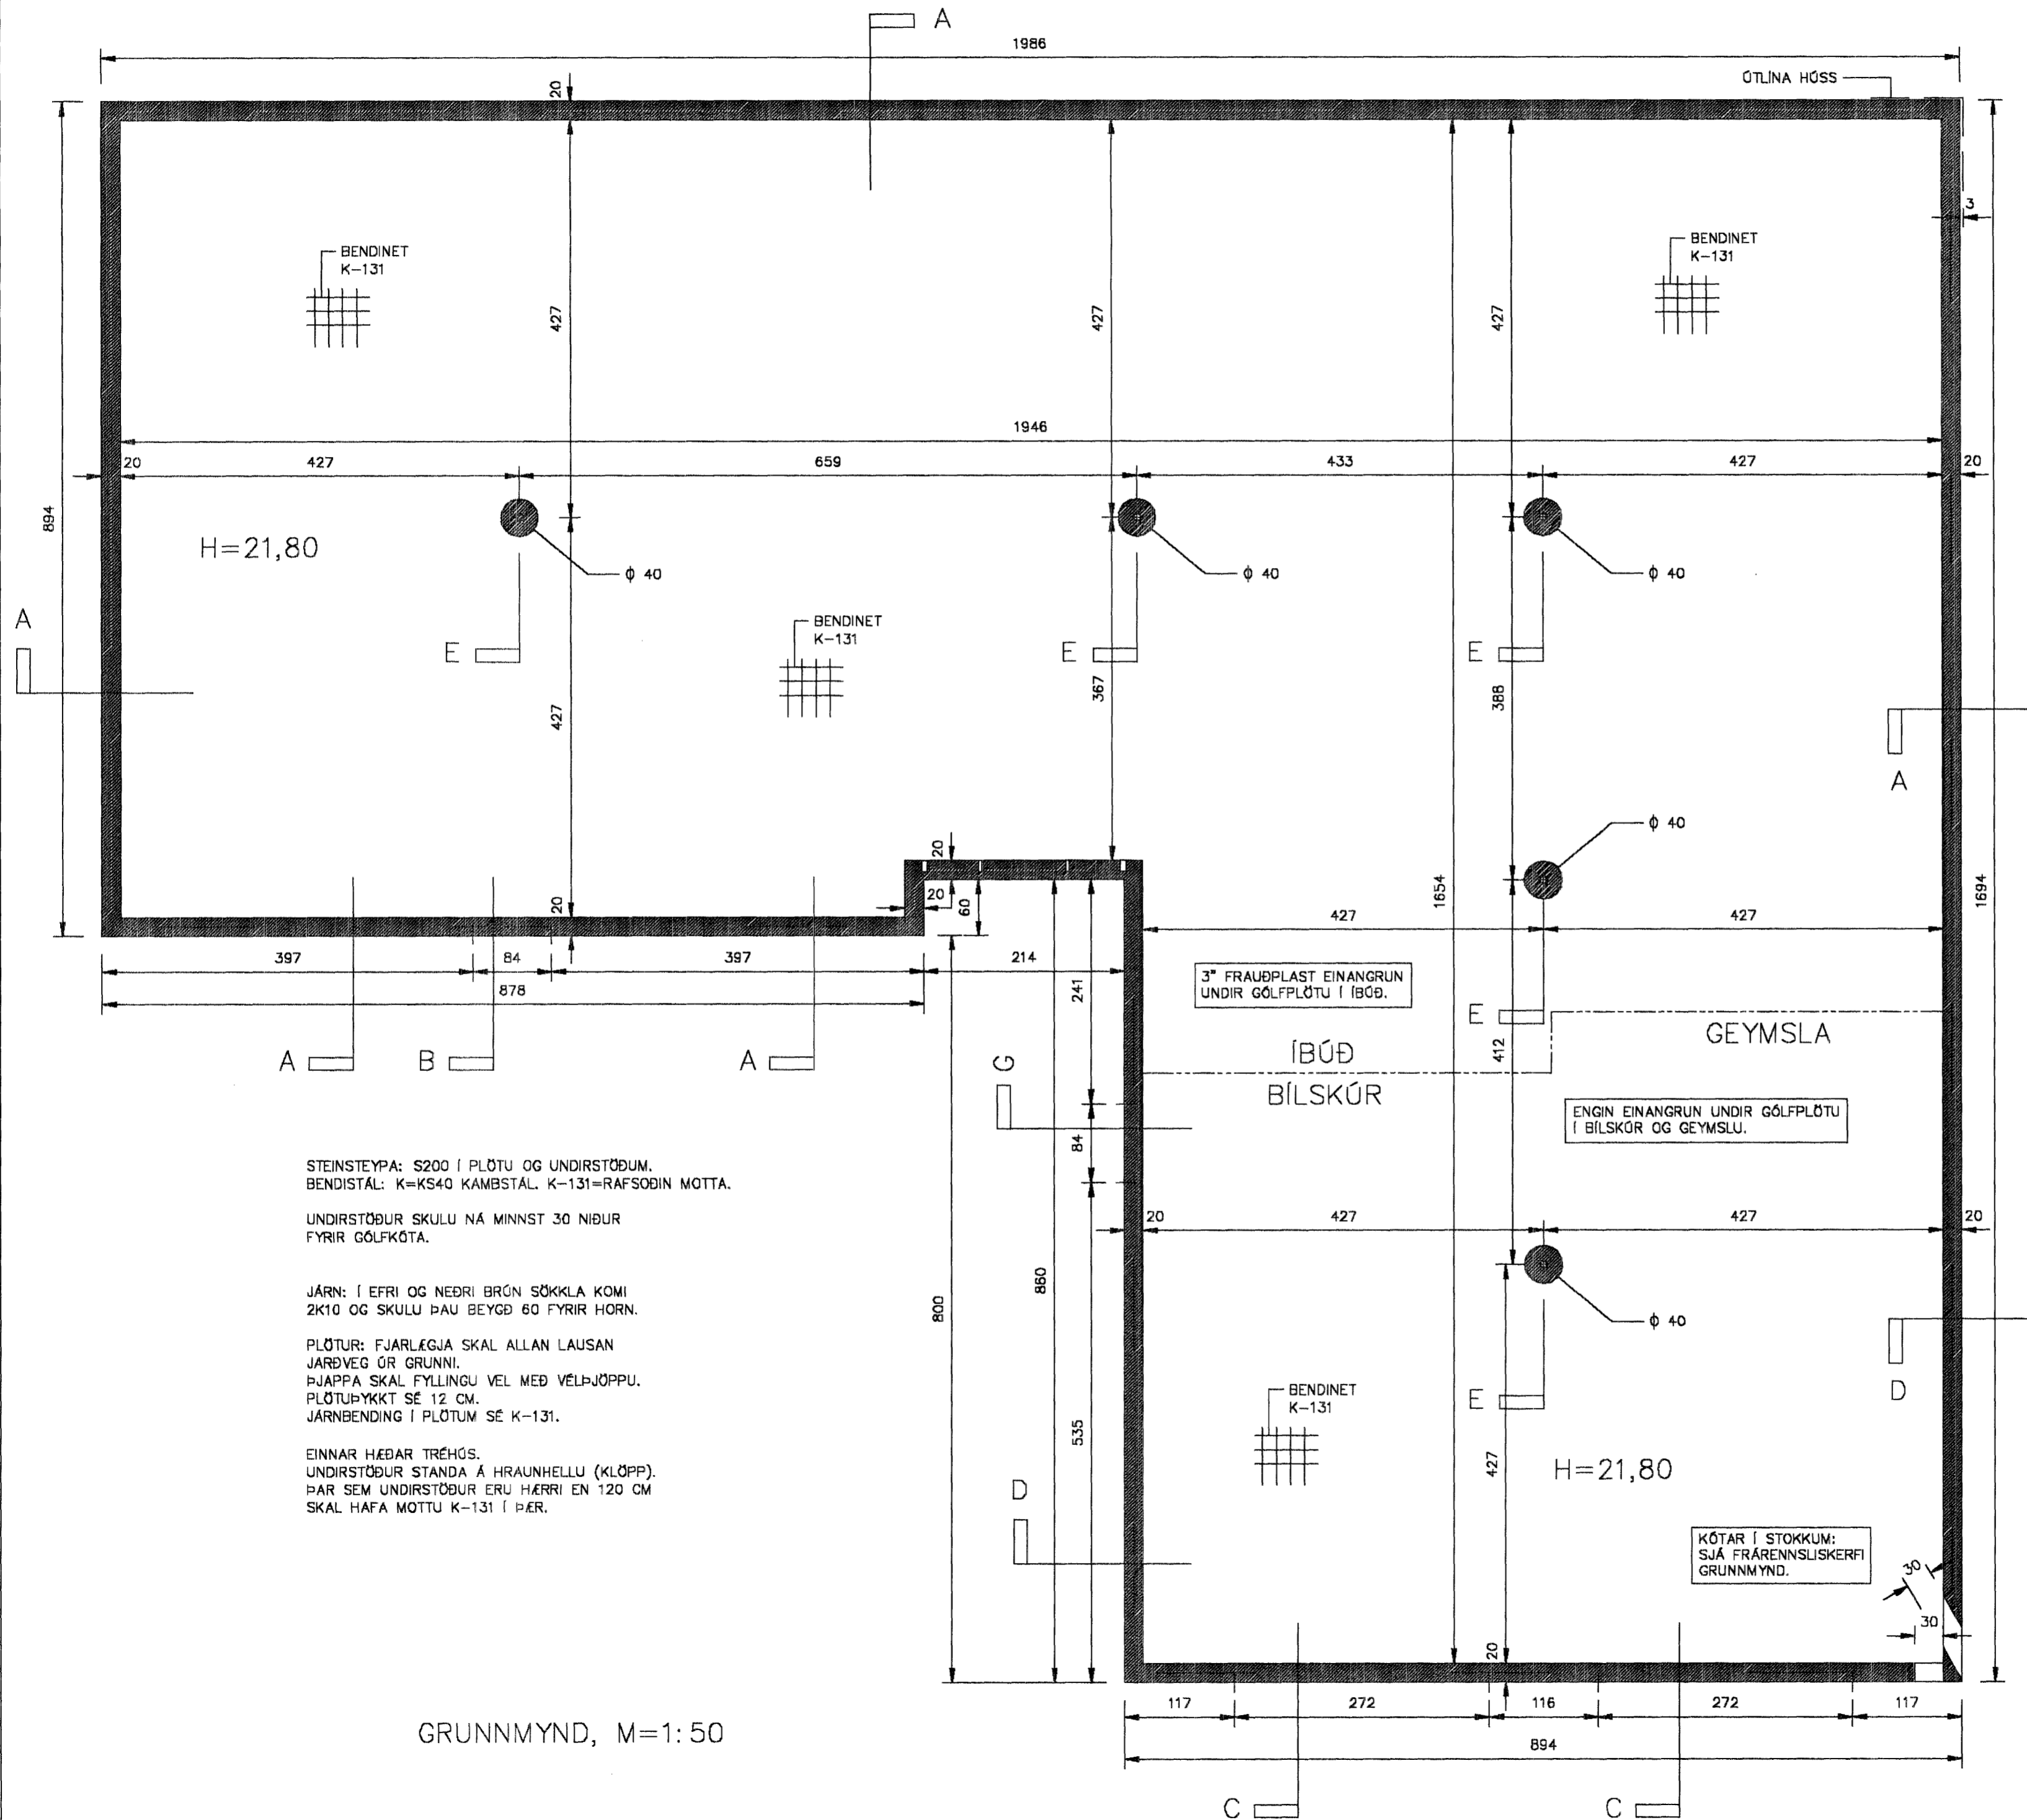 A
1986
ÚTLÍNA HÚSS
20
3
BENDINET
K-131
BENDINET
K-131
427
427
427
1946
20
427
659
433
427
20
894
H=21,80
ϕ 40
ϕ 40
ϕ 40
A
BENDINET
K-131
E
E
E
427
367
388
A
ϕ 40
20
20
20
60
1654
1694
427
427
397
84
397
214
878
241
3" FRAUÐPLAST EINANGRUN
UNDIR GÓLFPLÖTU Í ÍBÚÐ.
E
GEYMSLA
ÍBÚÐ
412
BÍLSKÚR
A
B
A
G
ENGIN EINANGRUN UNDIR GÓLFPLÖTU
Í BÍLSKÚR OG GEYMSLU.
84
STEINSTEYPA: S200 Í PLÖTU OG UNDIRSTÖÐUM.
BENDISTÁL: K=KS40 KAMBSTÁL. K-131=RAFSOÐIN MOTTA.
UNDIRSTÖÐUR SKULU NÁ MINNST 30 NIÐUR
FYRIR GÓLFKÓTA.
20
427
427
20
JÁRN: Í EFRI OG NEÐRI BRÚN SÖKKLA KOMI
2K10 OG SKULU ÞAU BEYGÐ 60 FYRIR HORN.
800
860
ϕ 40
PLÖTUR: FJARLÆGJA SKAL ALLAN LAUSAN
JARÐVEG ÚR GRUNNI.
ÞJAPPA SKAL FYLLINGU VEL MEÐ VÉLÞJÖPPU.
PLÖTUÞYKKT SÉ 12 CM.
JÁRNBENDING Í PLÖTUM SÉ K-131.
BENDINET
K-131
E
D
535
EINNAR HÆÐAR TRÉHÚS.
UNDIRSTÖÐUR STANDA Á HRAUNHELLU (KLÖPP).
ÞAR SEM UNDIRSTÖÐUR ERU HÆRRI EN 120 CM
SKAL HAFA MOTTU K-131 Í ÞÆR.
427
H=21,80
D
KÓTAR Í STOKKUM:
SJÁ FRÁRENNSLISKERFI
GRUNNMYND.
30
30
20
117
272
116
272
117
GRUNNMYND, M=1:50
894
C
C